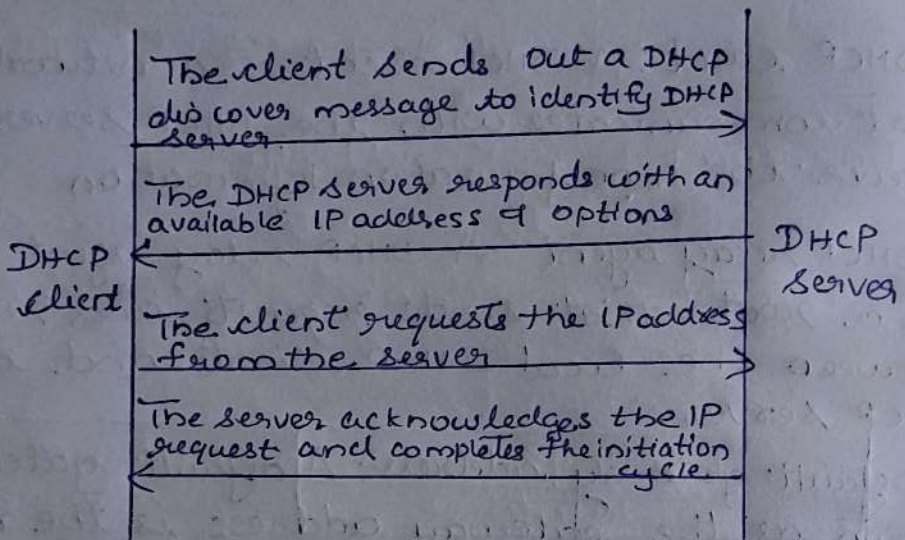 The client sends out a DHCP
discover message to identify DHCP
server
The DHCP server responds with an
available IP address & options
DHCP
client
DHCP
server
The client requests the IP address
from the server
The server acknowledges the IP
request and completes the initiation
cycle.